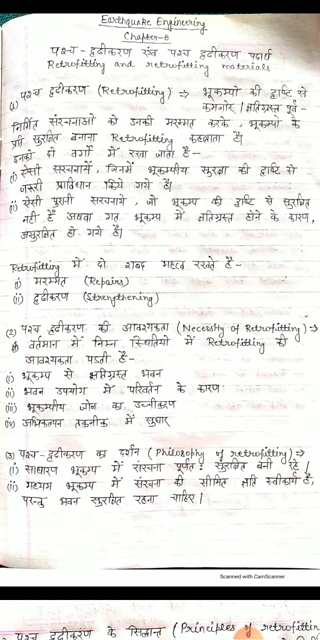 Earthquake Engineering
Chapter-8
पश्च-दृढीकरण एवं पश्च दृढीकरण पदार्थ
Retrofitting and retrofitting materials
(1) पश्च दृढीकरण (Retrofitting) ⇒ भूकम्पों की दृष्टि से
कमजोर / क्षतिग्रस्त पूर्व-
निर्मित संरचनाओं को उनकी मरम्मत करके, भूकम्पों के
प्रति सुरक्षित बनाना Retrofitting कहलाता है।
इनको दो वर्गों में रखा जाता है-
(i) ऐसी संरचनायें, जिनमें भूकम्पीय सुरक्षा की दृष्टि से
जरूरी प्राविधान किये गये हैं।
(ii) ऐसी पुरानी संरचनायें, जो भूकम्प की दृष्टि से सुरक्षित
नहीं हैं अथवा गत भूकम्प में क्षतिग्रस्त होने के कारण,
असुरक्षित हो गये हैं।
Retrofitting में दो शब्द महत्व रखते हैं-
(i) मरम्मत (Repairs)
(ii) दृढीकरण (Strengthening)
(2) पश्च दृढीकरण की आवश्यकता (Necessity of Retrofitting) ⇒
वर्तमान में निम्न स्थितियों में Retrofitting की
आवश्यकता पड़ती है-
(i) भूकम्प से क्षतिग्रस्त भवन
(ii) भवन उपयोग में परिवर्तन के कारण
(iii) भूकम्पीय जोन का उच्चीकरण
(iv) अभिकल्पन तकनीक में सुधार
(3) पश्च-दृढीकरण का दर्शन (Philosophy of retrofitting) ⇒
(i) साधारण भूकम्प में संरचना पूर्णतः सुरक्षित बनी रहे।
(ii) मध्यम भूकम्प में संरचना की सीमित क्षति स्वीकार्य है,
परन्तु भवन सुरक्षित रहना चाहिए।
Scanned with CamScanner
पश्च दृढीकरण के सिद्धान्त (Principles of retrofittin